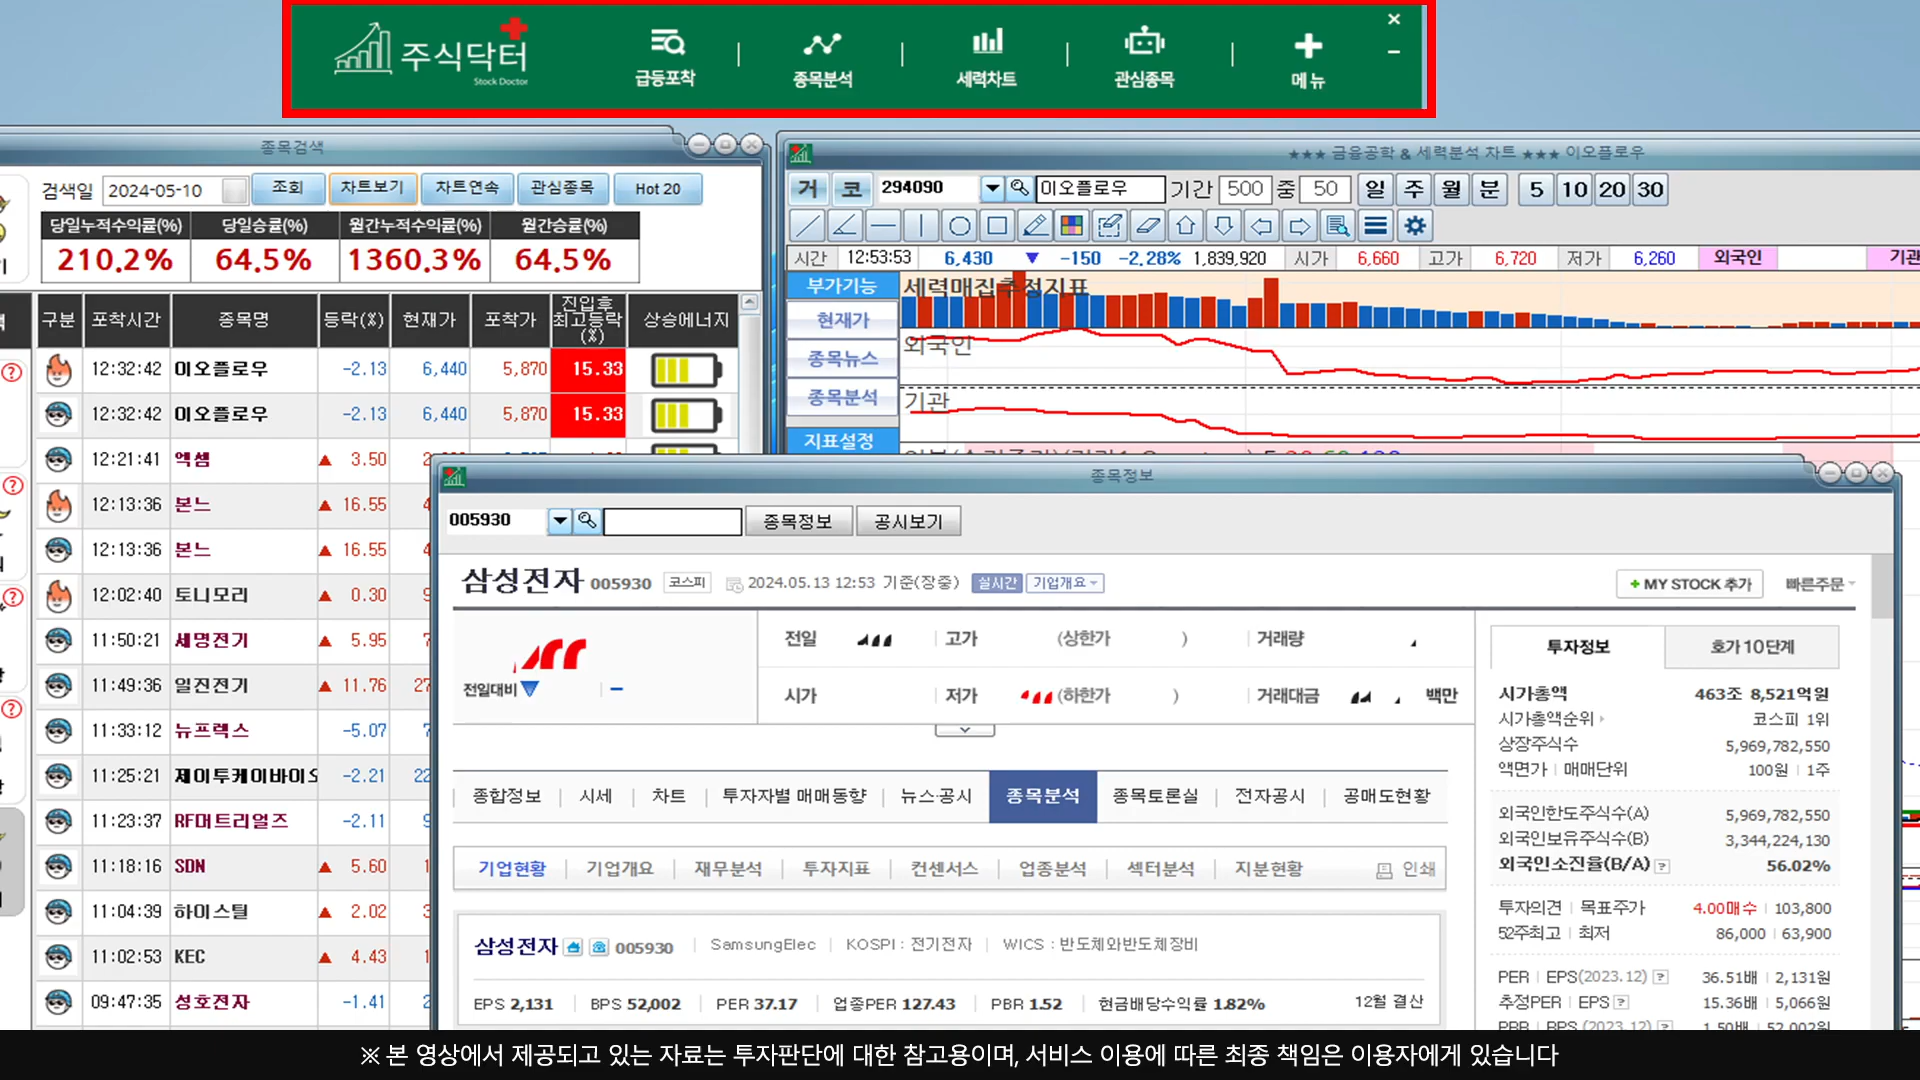 주식닥터
Stock Doctor
급등포착
종목분석
세력차트
관심종목
메뉴
종목검색
검색일 2024-05-10 조회 차트보기 차트연속 관심종목 Hot 20
당일누적수익률(%) 당일승률(%) 월간누적수익률(%) 월간승률(%)
210.2% 64.5% 1360.3% 64.5%
구분 포착시간 종목명 등락(%) 현재가 포착가 진입후 최고등락 (%) 상승에너지
12:32:42 이오플로우 -2.13 6,440 5,870 15.33
12:32:42 이오플로우 -2.13 6,440 5,870 15.33
12:21:41 엑셈 ▲ 3.50
12:13:36 본느 ▲ 16.55
12:13:36 본느 ▲ 16.55
12:02:40 토니모리 ▲ 0.30
11:50:21 세명전기 ▲ 5.95
11:49:36 일진전기 ▲ 11.76
11:33:12 뉴프렉스 -5.07
11:25:21 제이투케이바이오 -2.21
11:23:37 RF머트리얼즈 -2.11
11:18:16 SDN ▲ 5.60
11:04:39 하이스틸 ▲ 2.02
11:02:53 KEC ▲ 4.43
09:47:35 성호전자 -1.41
★★★ 금융공학 & 세력분석 차트 ★★★ 이오플로우
거 코 294090 이오플로우 기간 500 중 50 일 주 월 분 5 10 20 30
시간 12:53:53 6,430 ▼ -150 -2.28% 1,839,920 시가 6,660 고가 6,720 저가 6,260 외국인 기관
부가기능
현재가
종목뉴스
종목분석
지표설정
세력매집추정지표
외국인
기관
종목정보
005930 종목정보 공시보기
삼성전자 005930 코스피 2024.05.13 12:53 기준(장중) 실시간 기업개요
+ MY STOCK 추가 빠른주문
전일 고가 (상한가 ) 거래량
전일대비 ▼ -
시가 저가 (하한가 ) 거래대금 백만
종합정보 시세 차트 투자자별 매매동향 뉴스·공시 종목분석 종목토론실 전자공시 공매도현황
기업현황 기업개요 재무분석 투자지표 컨센서스 업종분석 섹터분석 지분현황 인쇄
삼성전자 005930 SamsungElec KOSPI : 전기전자 WICS : 반도체와반도체장비
EPS 2,131 BPS 52,002 PER 37.17 업종PER 127.43 PBR 1.52 현금배당수익률 1.82% 12월 결산
투자정보 호가 10단계
시가총액 463조 8,521억원
시가총액순위 코스피 1위
상장주식수 5,969,782,550
액면가 매매단위 100원 1주
외국인한도주식수(A) 5,969,782,550
외국인보유주식수(B) 3,344,224,130
외국인소진율(B/A) ? 56.02%
투자의견 목표주가 4.00매수 103,800
52주최고 최저 86,000 63,900
PER EPS(2023.12) ? 36.51배 2,131원
추정PER EPS ? 15.36배 5,066원
PBR BPS (2023.12) ? 1.50배 52,002원
※ 본 영상에서 제공되고 있는 자료는 투자판단에 대한 참고용이며, 서비스 이용에 따른 최종 책임은 이용자에게 있습니다